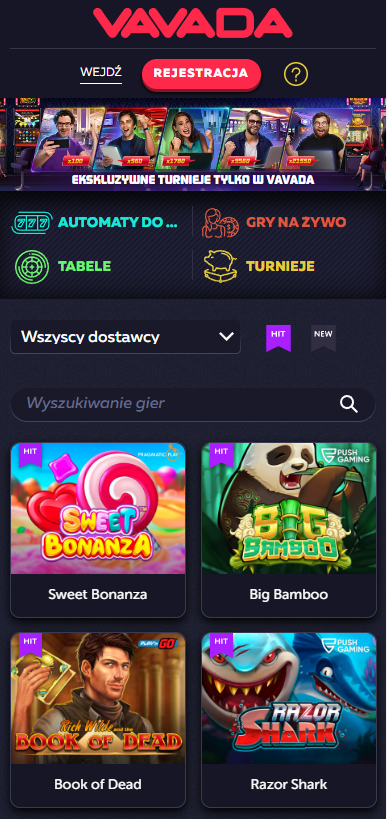 VAVADA
WEJDŹ
REJESTRACJA
?
x100
x560
x1780
x9580
x21550
EKSKLUZYWNE TURNIEJE TYLKO W VAVADA
777
AUTOMATY DO ...
GRY NA ŻYWO
TABELE
TURNIEJE
Wszyscy dostawcy
HIT
NEW
Wyszukiwanie gier
HIT
PRAGMATIC PLAY
SWEET
BONANZA
HIT
PUSH
GAMING
BIG
BAMBOO
Sweet Bonanza
Big Bamboo
HIT
PLAY'n GO
Rich Wilde and the
BOOK OF DEAD
HIT
PUSH
GAMING
RAZOR
SHARK
Book of Dead
Razor Shark